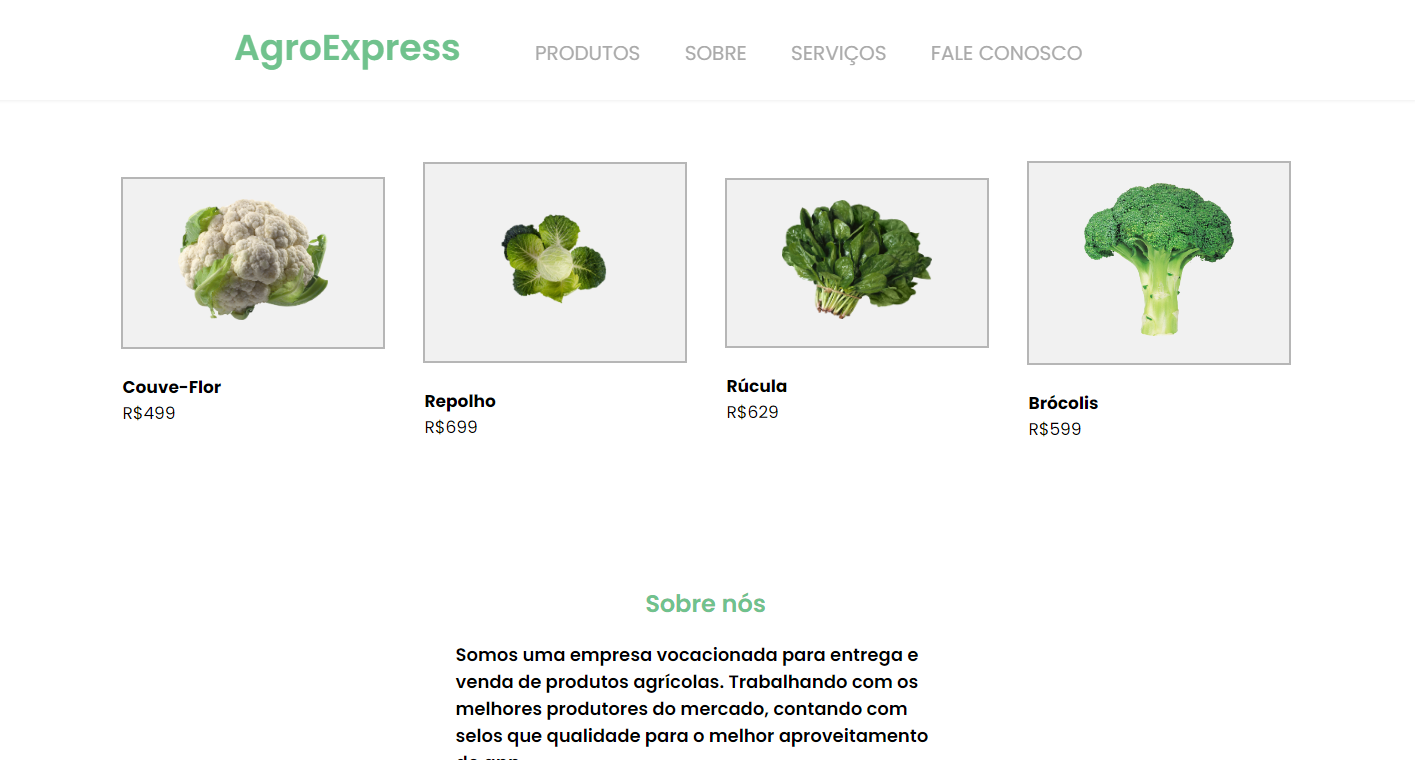 AgroExpress
PRODUTOS
SOBRE
SERVIÇOS
FALE CONOSCO
Couve-Flor
R$499
Repolho
R$699
Rúcula
R$629
Brócolis
R$599
Sobre nós
Somos uma empresa vocacionada para entrega e
venda de produtos agrícolas. Trabalhando com os
melhores produtores do mercado, contando com
selos que qualidade para o melhor aproveitamento